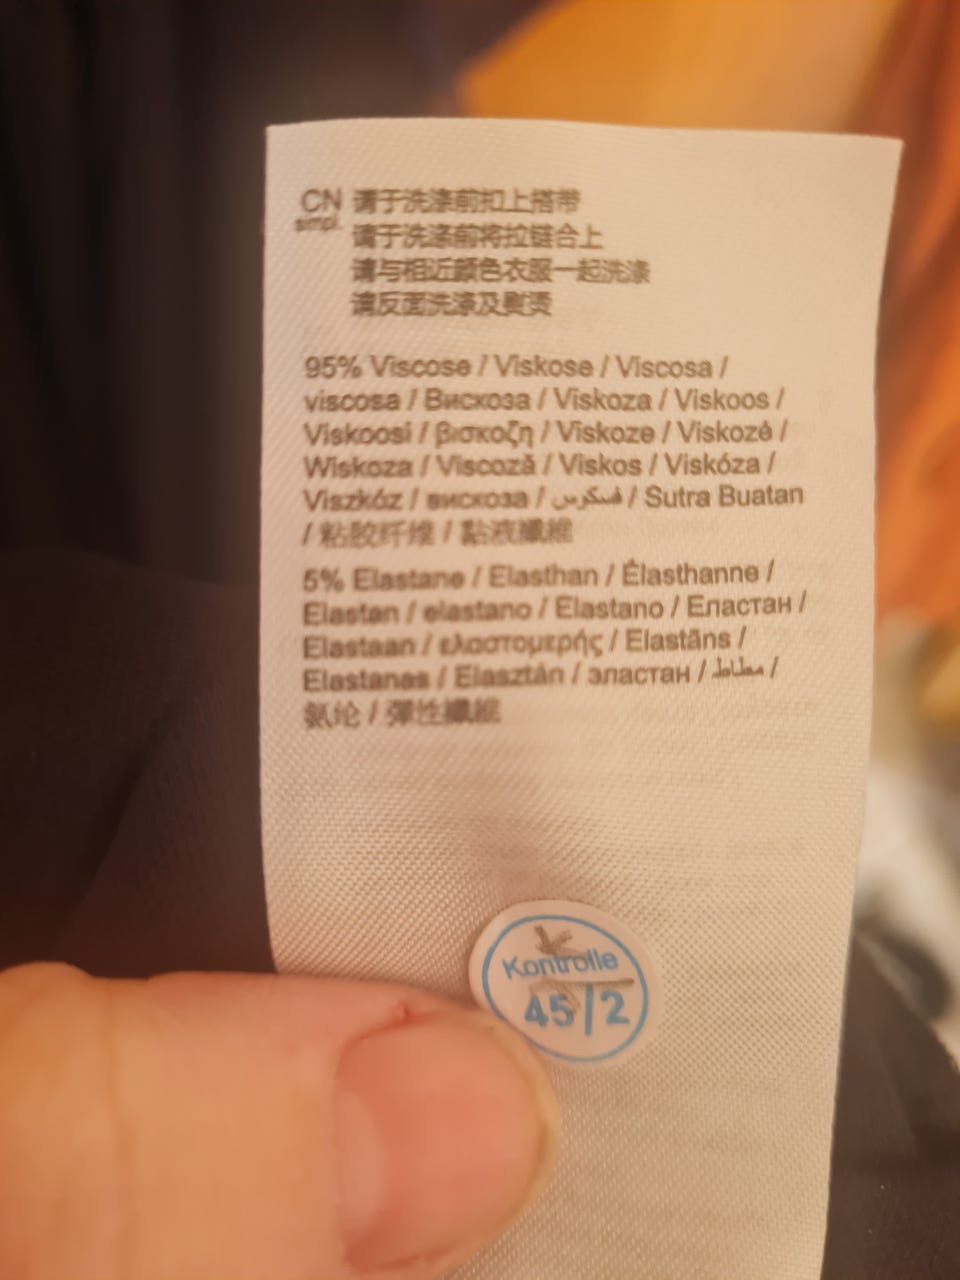 CN 请于洗涤前扣上搭带
simpl. 请于洗涤前将拉链合上
请与相近颜色衣服一起洗涤
请反面洗涤及熨烫
95% Viscose / Viskose / Viscosa /
viscosa / Вискоза / Viskoza / Viskoos /
Viskoosi / βισκοζη / Viskoze / Viskozė /
Wiskoza / Viscoză / Viskos / Viskóza /
Viszkóz / вискоза / فسكوس / Sutra Buatan
/ 粘胶纤维 / 黏液纖維
5% Elastane / Elasthan / Élasthanne /
Elastan / elastano / Elastano / Еластан /
Elastaan / ελαστομερής / Elastāns /
Elastanas / Elasztán / эластан / مطاط /
氨纶 / 彈性纖維
Kontrolle
45/2